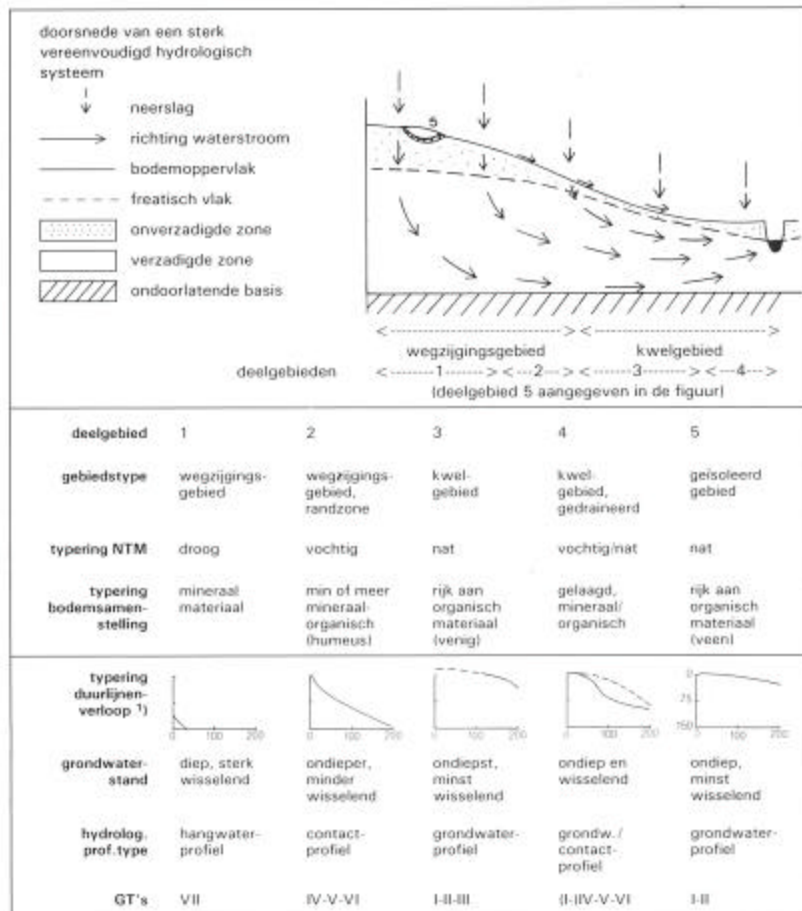 doorsnede van een sterk
vereenvoudigd hydrologisch
systeem
neerslag
richting waterstroom
bodemoppervlak
freatisch vlak
onverzadigde zone
verzadigde zone
ondoorlatende basis
5
wegzijgingsgebied kwelgebied
deelgebieden <--------1--------> <---2---> <--------3--------> <---4--->
(deelgebied 5 aangegeven in de figuur)
deelgebied 1 2 3 4 5
gebiedstype wegzijgings- wegzijgings- kwel- kwel- geïsoleerd
gebied gebied, gebied gebied, gebied
randzone gedraineerd
typering NTM droog vochtig nat vochtig/nat nat
typering mineraal min of meer rijk aan gelaagd, rijk aan
bodemsamen- materiaal mineraal- organisch mineraal/ organisch
stelling organisch materiaal organisch materiaal
(humeus) (venig) (veen)
typering
duurlijnen-
verloop 1)
0
75
150
0 200 0 100 200 0 100 200 0 100 200 0 100 200
grondwater- diep, sterk ondieper, ondiepst, ondiep en ondiep,
stand wisselend minder minst wisselend minst
wisselend wisselend wisselend
hydrolog. hangwater- contact- grondwater- grondw./ grondwater-
prof.type profiel profiel profiel contact- profiel
profiel
GT's VII IV-V-VI I-II-III (I-)IV-V-VI I-II